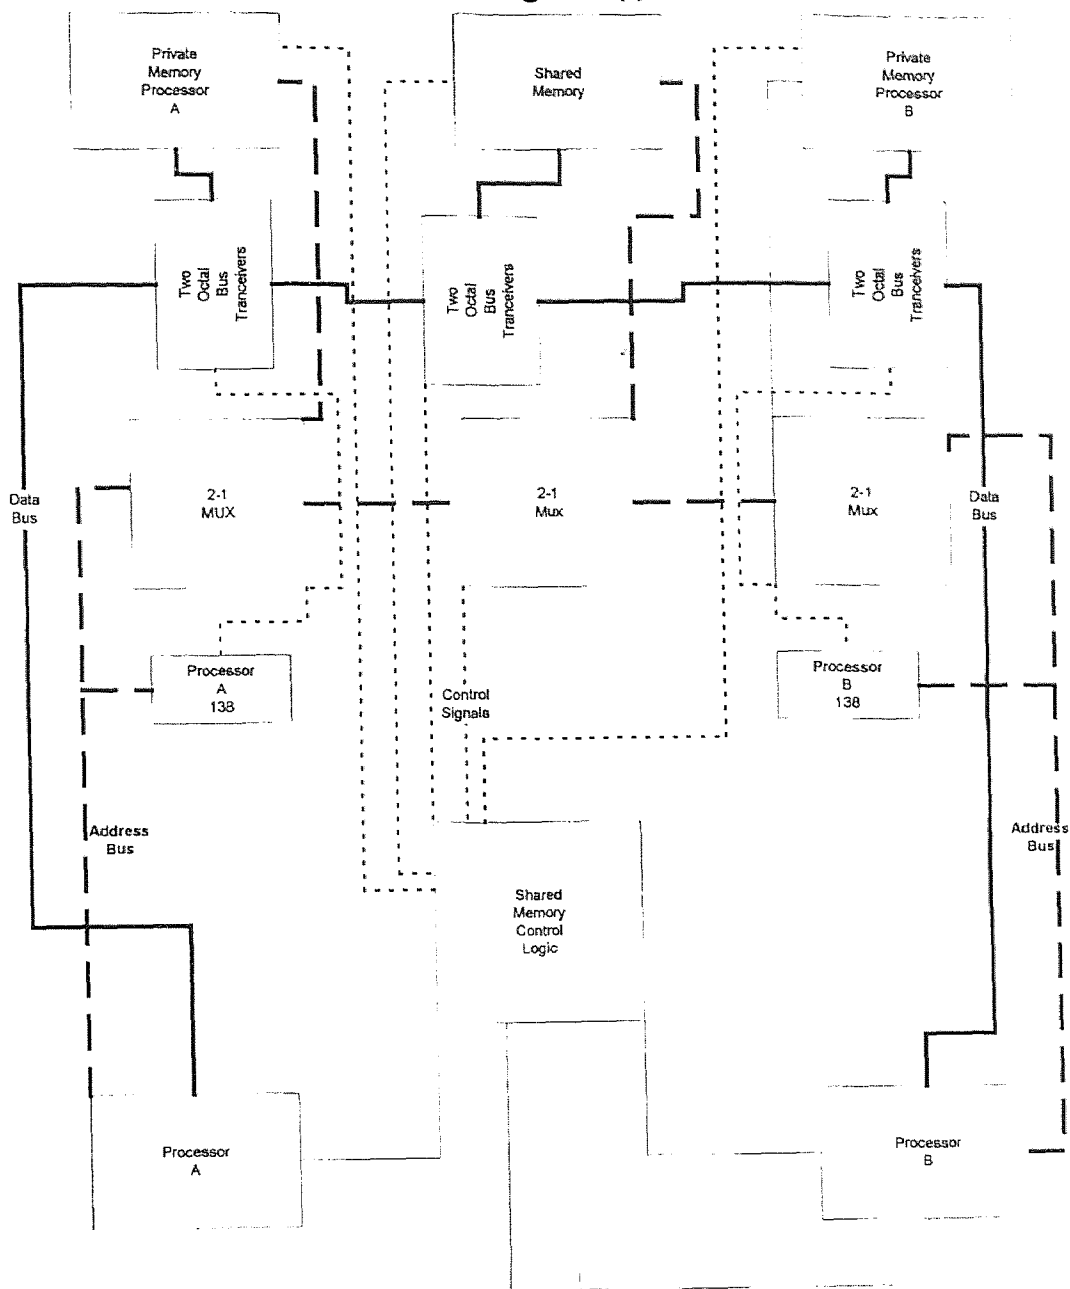 Private
Memory
Processor
A
Shared
Memory
Private
Memory
Processor
B
Two
Octal
Bus
Tranceivers
Two
Octal
Bus
Tranceivers
Two
Octal
Bus
Tranceivers
Data
Bus
2-1
MUX
2-1
Mux
2-1
Mux
Data
Bus
Processor
A
138
Control
Signals
Processor
B
138
Address
Bus
Address
Bus
Shared
Memory
Control
Logic
Processor
A
Processor
B